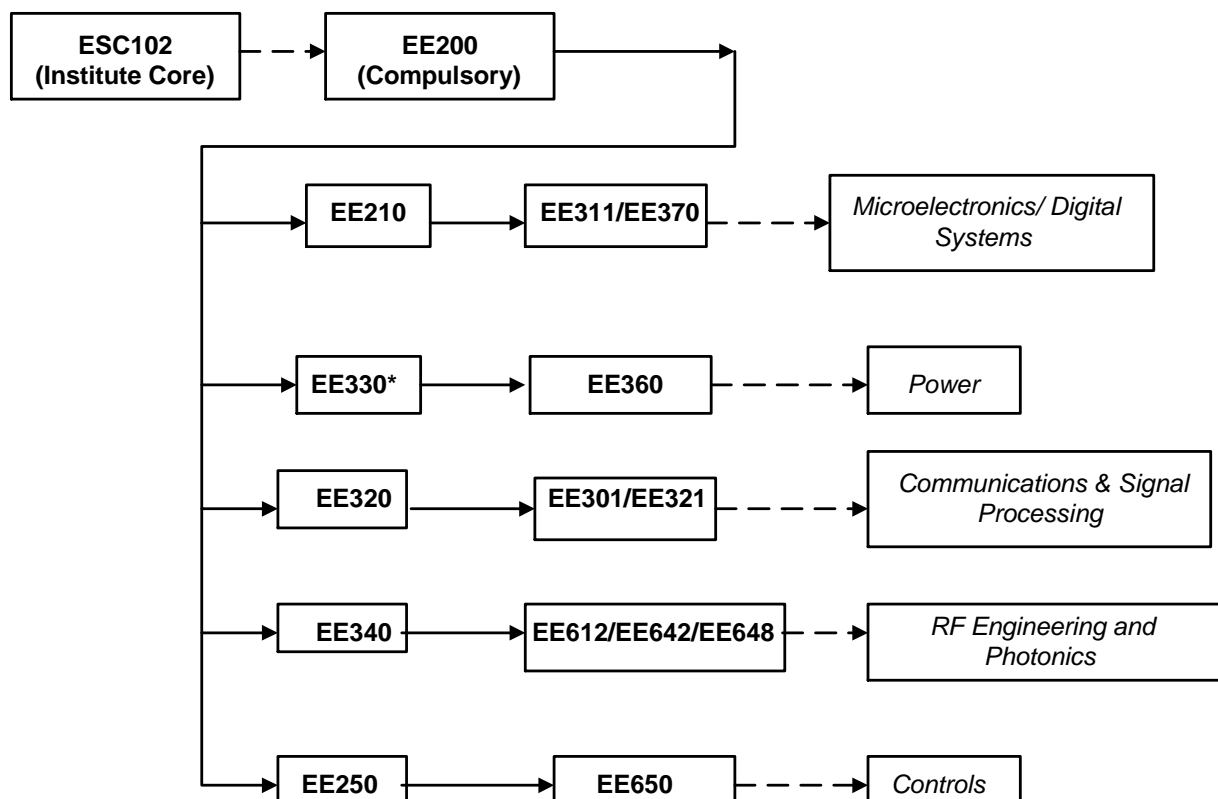 ESC102
(Institute Core)
EE200
(Compulsory)
EE210
EE311/EE370
Microelectronics/ Digital
Systems
EE330*
EE360
Power
EE320
EE301/EE321
Communications & Signal
Processing
EE340
EE612/EE642/EE648
RF Engineering and
Photonics
EE250
EE650
Controls